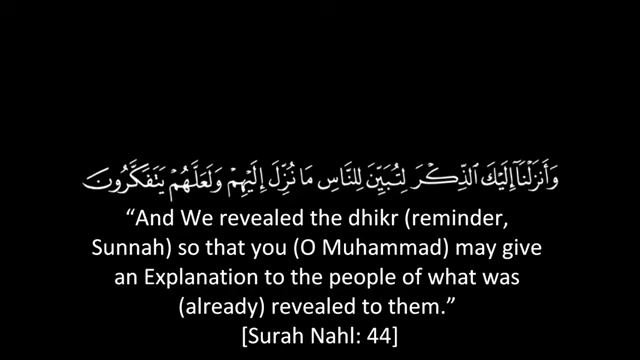 وَأَنزَلْنَآ إِلَيْكَ الذِّكْرَ لِتُبَيِّنَ لِلنَّاسِ مَا نُزِّلَ إِلَيْهِمْ وَلَعَلَّهُمْ يَتَفَكَّرُونَ
“And We revealed the dhikr (reminder,
Sunnah) so that you (O Muhammad) may give
an Explanation to the people of what was
(already) revealed to them.”
[Surah Nahl: 44]